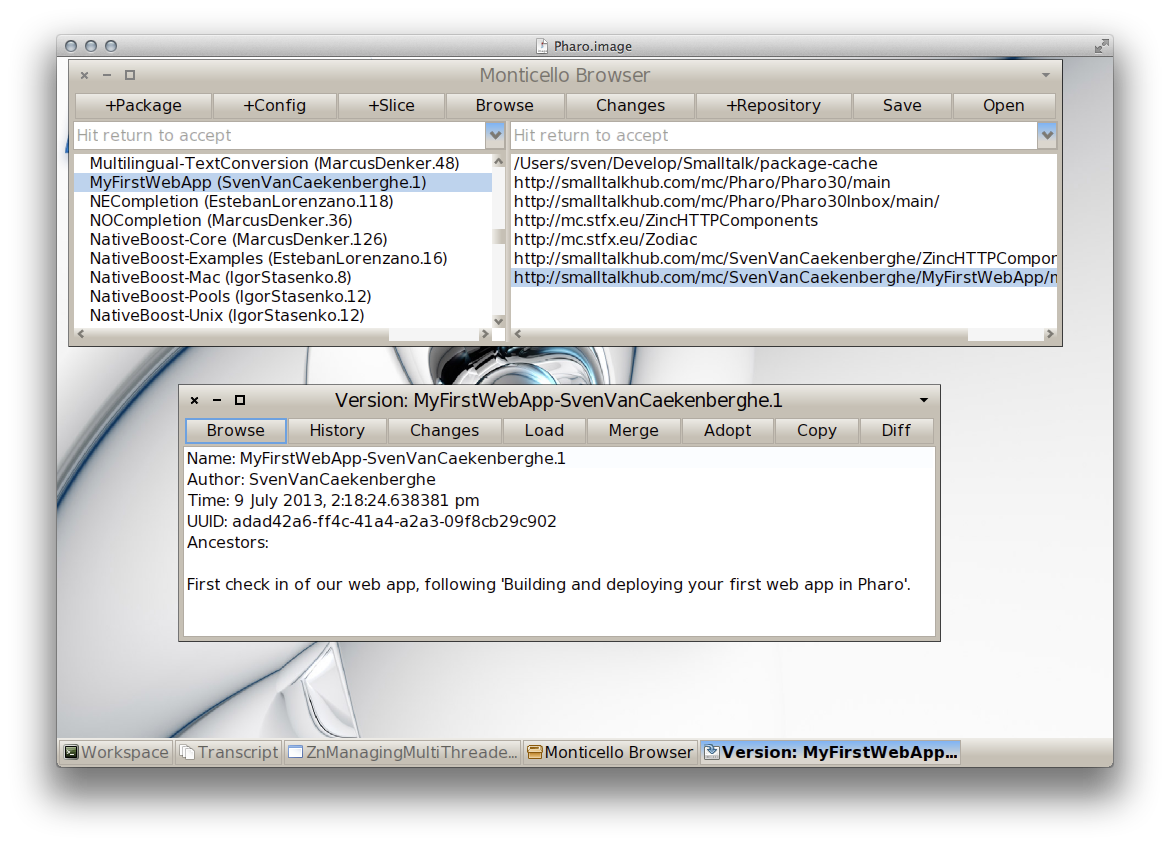 Pharo.image
Monticello Browser
+Package +Config +Slice Browse Changes +Repository Save Open
Hit return to accept Hit return to accept
Multilingual-TextConversion (MarcusDenker.48)
MyFirstWebApp (SvenVanCaekenberghe.1)
NECompletion (EstebanLorenzano.118)
NOCompletion (MarcusDenker.36)
NativeBoost-Core (MarcusDenker.126)
NativeBoost-Examples (EstebanLorenzano.16)
NativeBoost-Mac (IgorStasenko.8)
NativeBoost-Pools (IgorStasenko.12)
NativeBoost-Unix (IgorStasenko.12)
/Users/sven/Develop/Smalltalk/package-cache
http://smalltalkhub.com/mc/Pharo/Pharo30/main
http://smalltalkhub.com/mc/Pharo/Pharo30Inbox/main/
http://mc.stfx.eu/ZincHTTPComponents
http://mc.stfx.eu/Zodiac
http://smalltalkhub.com/mc/SvenVanCaekenberghe/ZincHTTPCompor
http://smalltalkhub.com/mc/SvenVanCaekenberghe/MyFirstWebApp/m
Version: MyFirstWebApp-SvenVanCaekenberghe.1
Browse History Changes Load Merge Adopt Copy Diff
Name: MyFirstWebApp-SvenVanCaekenberghe.1
Author: SvenVanCaekenberghe
Time: 9 July 2013, 2:18:24.638381 pm
UUID: adad42a6-ff4c-41a4-a2a3-09f8cb29c902
Ancestors:
First check in of our web app, following 'Building and deploying your first web app in Pharo'.
Workspace Transcript ZnManagingMultiThreade... Monticello Browser Version: MyFirstWebApp...